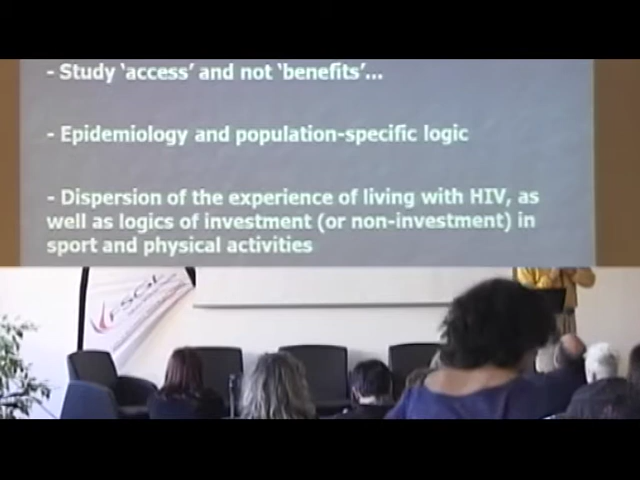 - Study 'access' and not 'benefits'...
- Epidemiology and population-specific logic
- Dispersion of the experience of living with HIV, as
well as logics of investment (or non-investment) in
sport and physical activities
FSGL